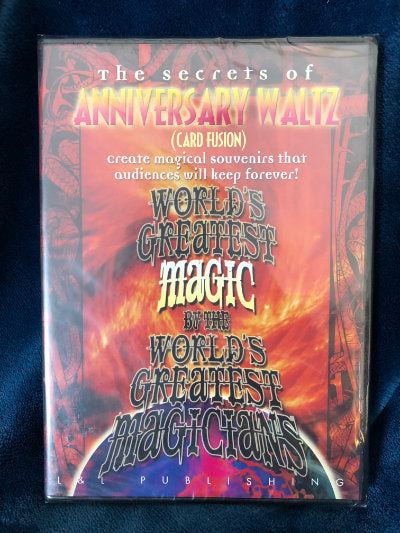 The secrets of
ANNIVERSARY WALTZ
(CARD FUSION)
create magical souvenirs that
audiences will keep forever!
WORLD'S
GREATEST
MAGIC
BY THE
WORLD'S
GREATEST
MAGICIANS
L&L PUBLISHING